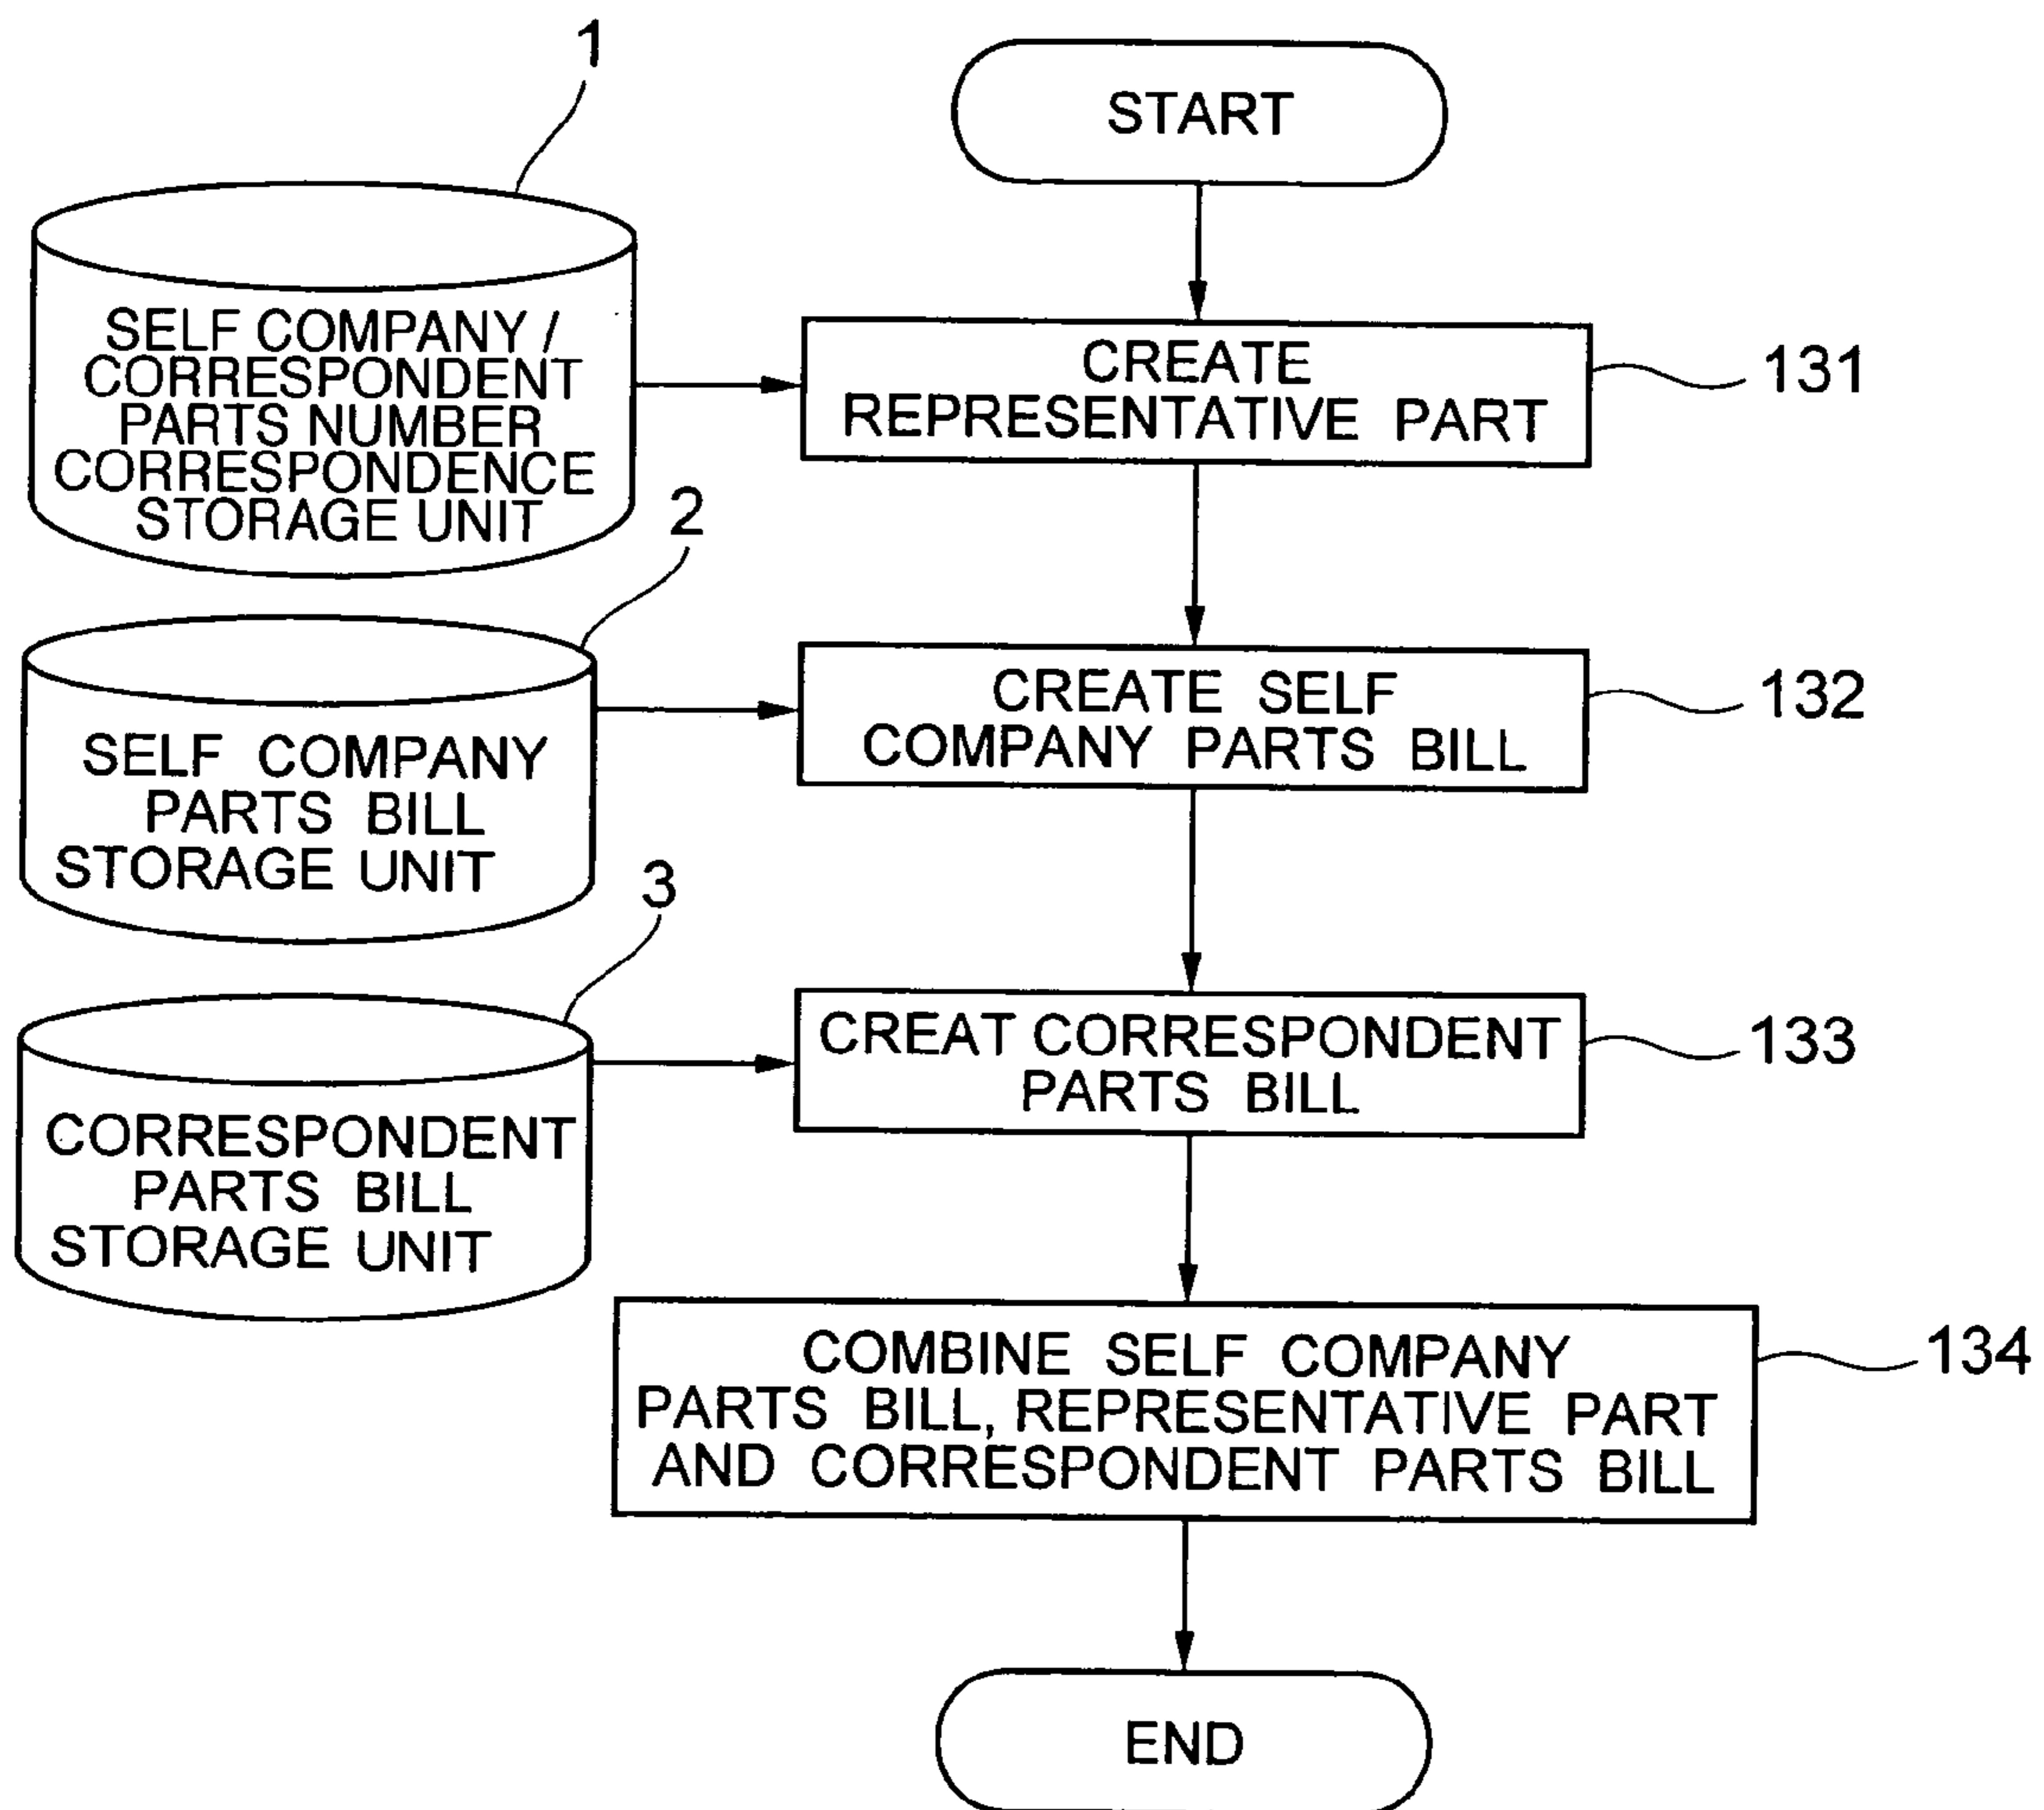 1
START
SELF COMPANY /
CORRESPONDENT
PARTS NUMBER
CORRESPONDENCE
STORAGE UNIT
CREATE
REPRESENTATIVE PART
131
2
SELF COMPANY
PARTS BILL
STORAGE UNIT
CREATE SELF
COMPANY PARTS BILL
132
3
CORRESPONDENT
PARTS BILL
STORAGE UNIT
CREAT CORRESPONDENT
PARTS BILL
133
COMBINE SELF COMPANY
PARTS BILL, REPRESENTATIVE PART
AND CORRESPONDENT PARTS BILL
134
END